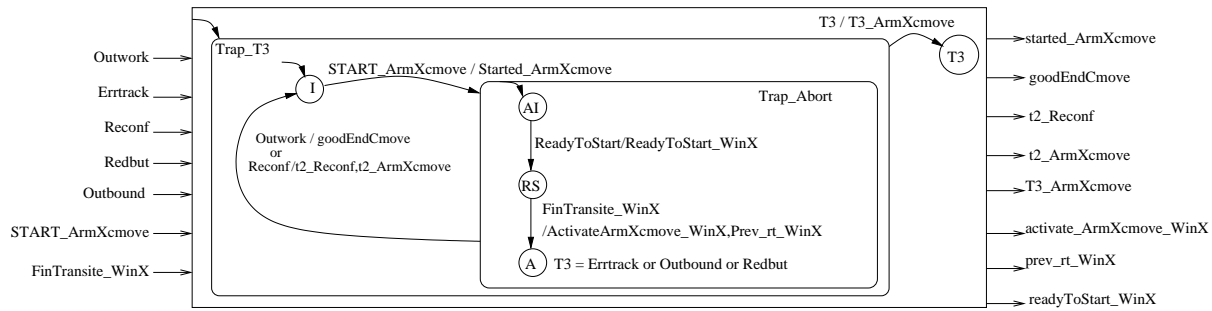 T3 / T3_ArmXcmove
Trap_T3
T3
I
START_ArmXcmove / Started_ArmXcmove
Trap_Abort
AI
Outwork / goodEndCmove
or
Reconf/t2_Reconf,t2_ArmXcmove
ReadyToStart/ReadyToStart_WinX
RS
FinTransite_WinX
/ActivateArmXcmove_WinX,Prev_rt_WinX
A
T3 = Errtrack or Outbound or Redbut
Outwork
Errtrack
Reconf
Redbut
Outbound
START_ArmXcmove
FinTransite_WinX
started_ArmXcmove
goodEndCmove
t2_Reconf
t2_ArmXcmove
T3_ArmXcmove
activate_ArmXcmove_WinX
prev_rt_WinX
readyToStart_WinX